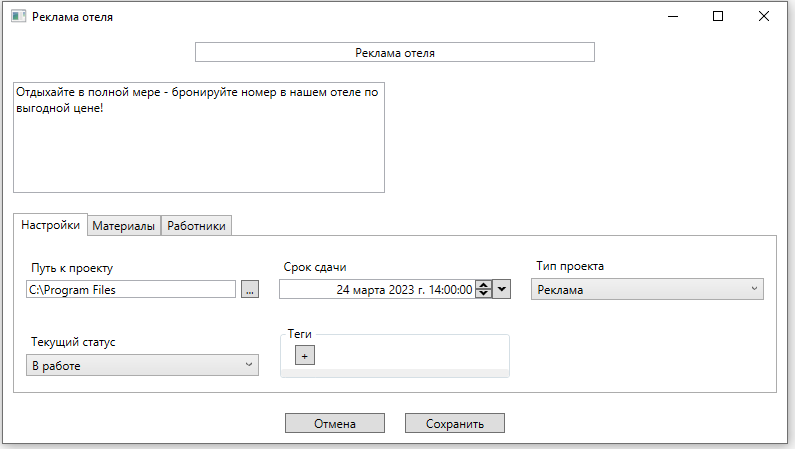 Реклама отеля
Реклама отеля
Отдыхайте в полной мере - бронируйте номер в нашем отеле по
выгодной цене!
Настройки Материалы Работники
Путь к проекту Срок сдачи Тип проекта
C:\Program Files ... 24 марта 2023 г. 14:00:00 Реклама
Текущий статус Теги
В работе +
Отмена Сохранить